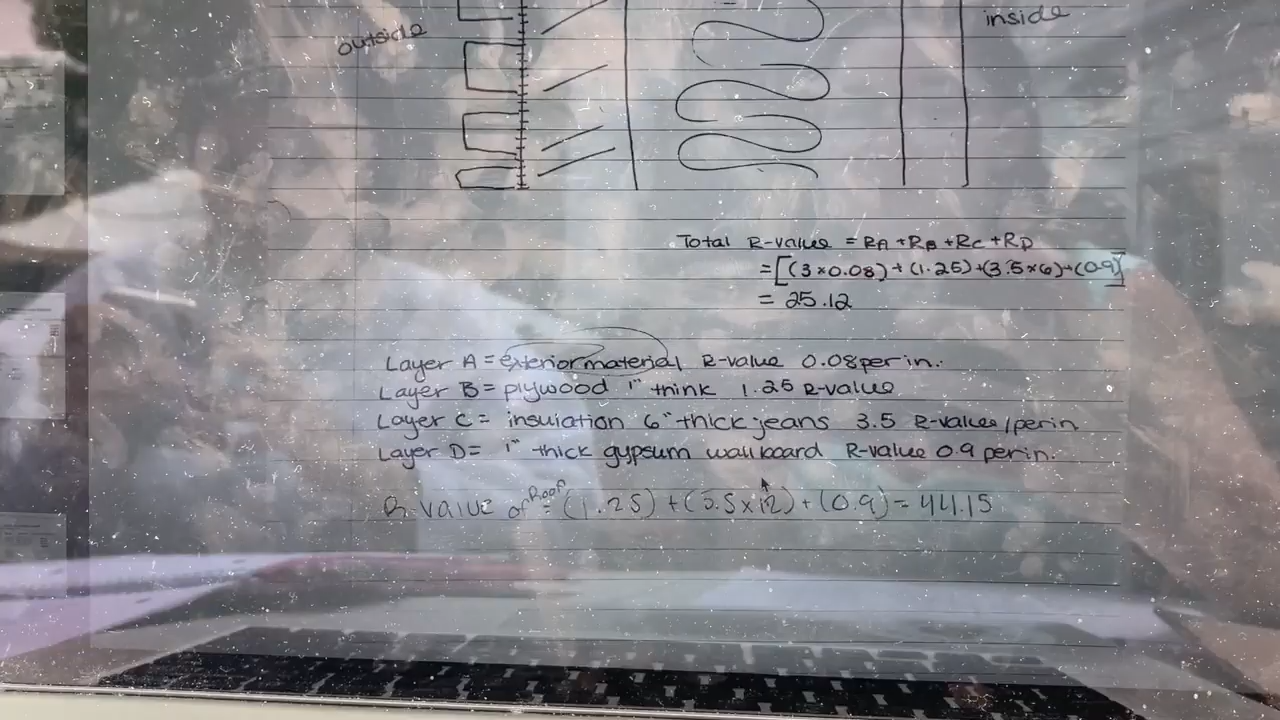 outside
inside
Total R-value = RA + RB + RC + RD
= [(3 × 0.08) + (1.25) + (3.5 × 6) + (0.9)]
= 25.12
Layer A = exterior material R-value 0.08 per in.
Layer B = plywood 1" think 1.25 R-value
Layer C = insulation 6" thick jeans 3.5 R-value/per in
Layer D = 1" thick gypsum wallboard R-value 0.9 per in.
R-value of Roof = (1.25) + (3.5 x 12) + (0.9) = 44.15